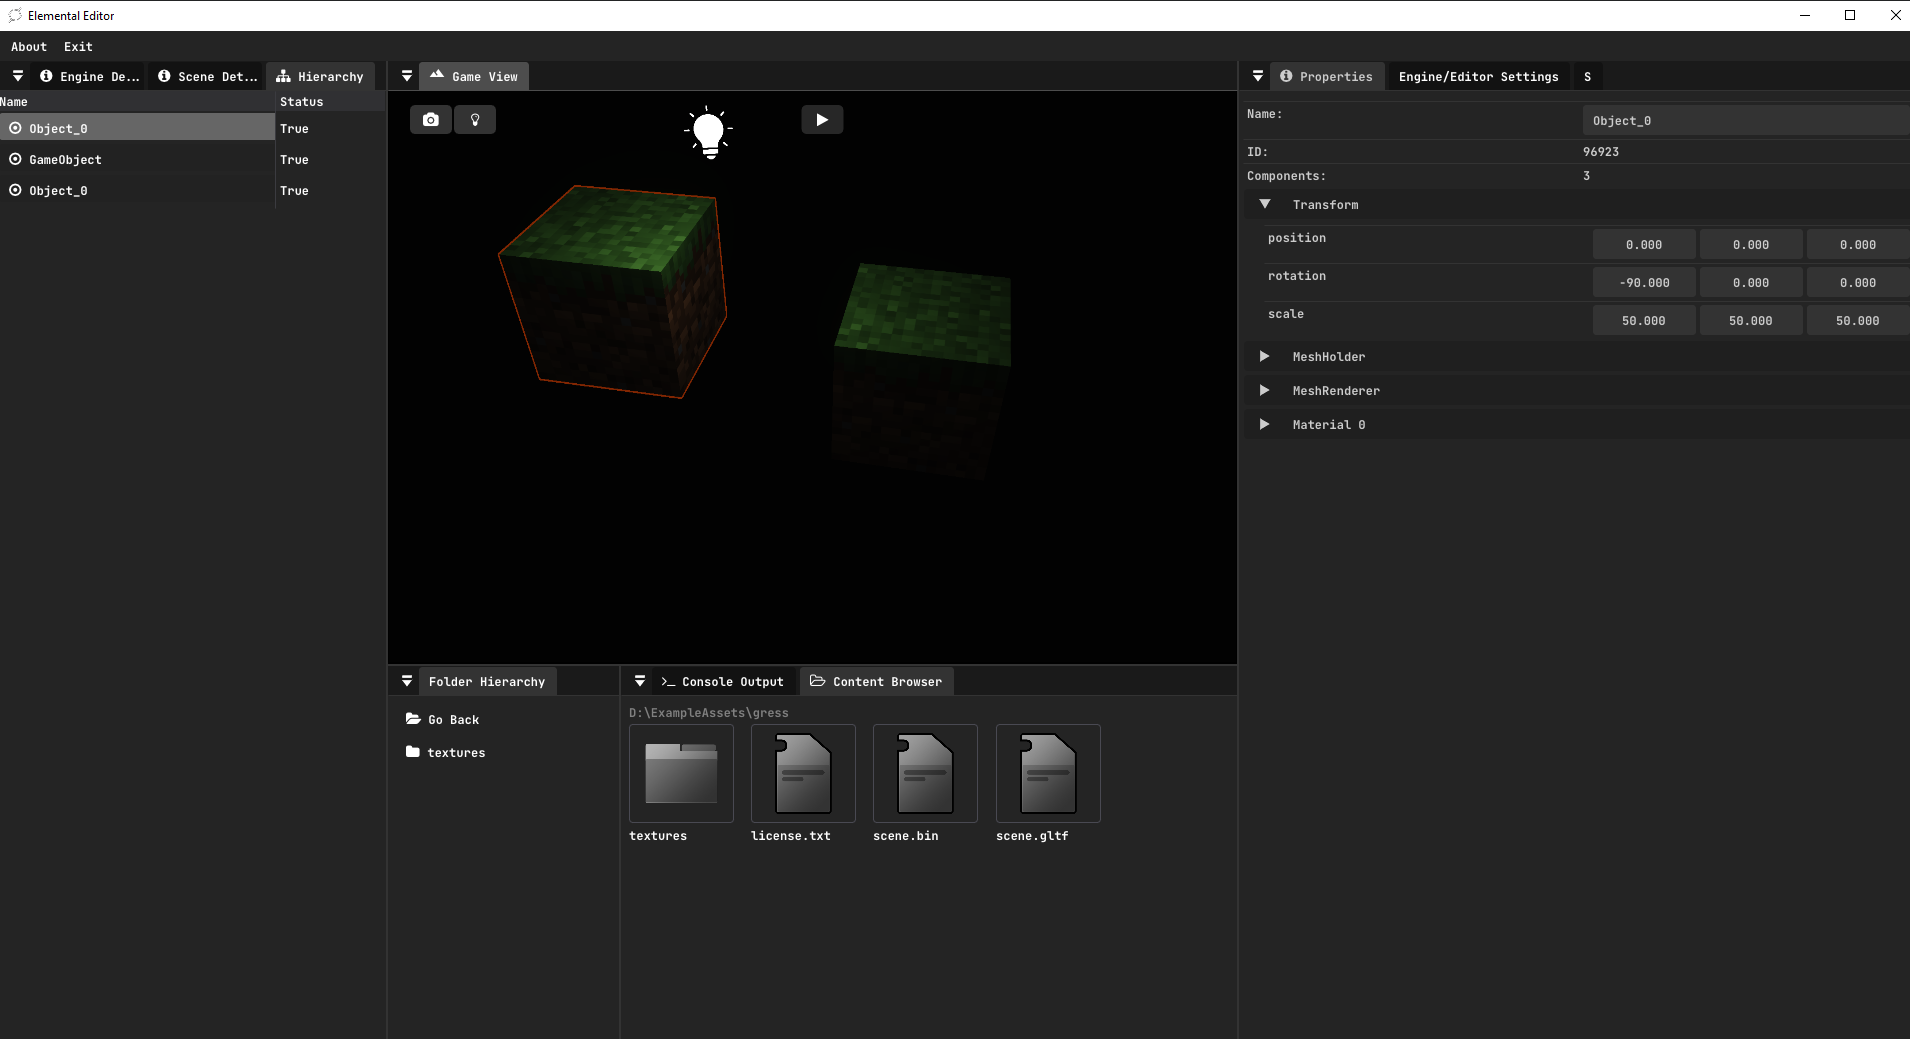 Elemental Editor
About Exit
Engine De... Scene Det... Hierarchy
Name Status
Object_0 True
GameObject True
Object_0 True
Game View
Folder Hierarchy
Go Back
textures
Console Output Content Browser
D:\ExampleAssets\gress
textures license.txt scene.bin scene.gltf
Properties Engine/Editor Settings S
Name: Object_0
ID: 96923
Components: 3
Transform
position 0.000 0.000 0.000
rotation -90.000 0.000 0.000
scale 50.000 50.000 50.000
MeshHolder
MeshRenderer
Material 0